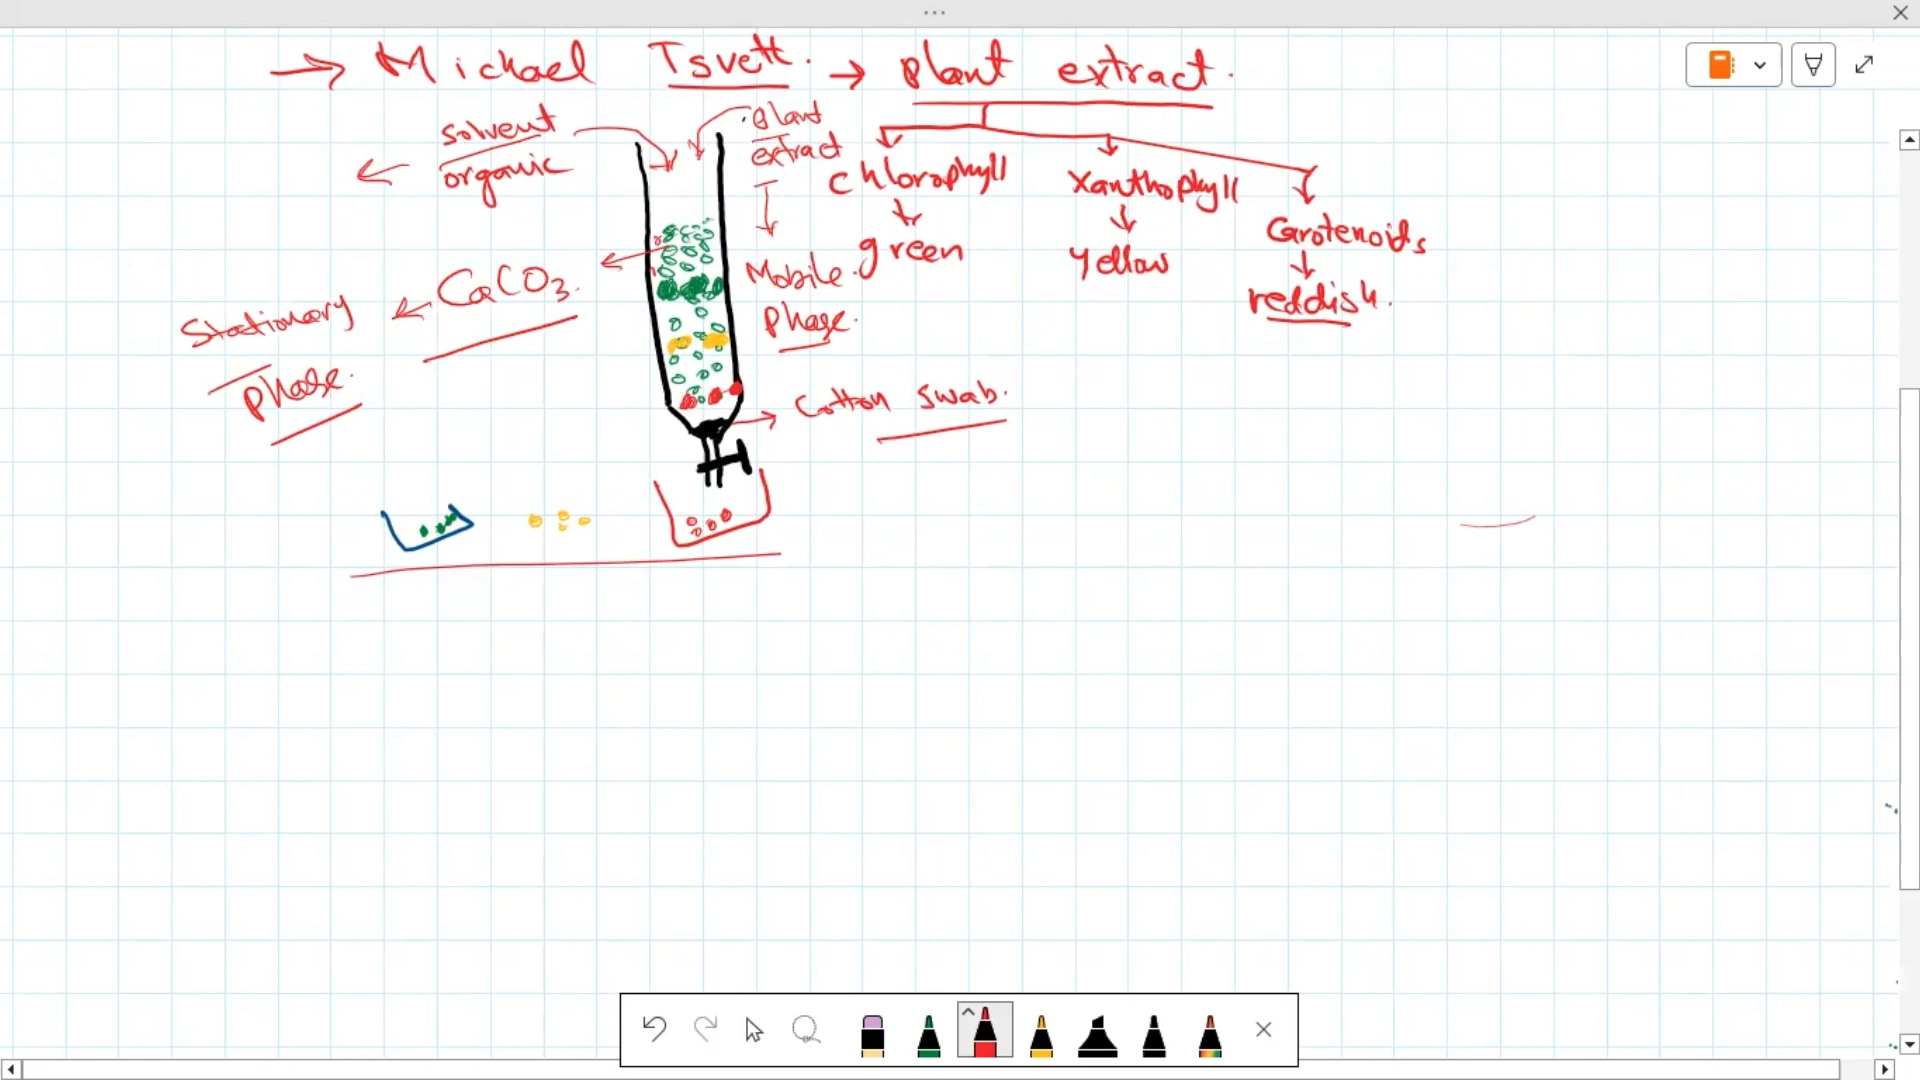 → Michael Tsvett. → plant extract.
solvent
organic
plant
extract
Chlorophyll
green
Xanthophyll
yellow
Carotenoids
reddish.
Mobile
phase.
CaCO3.
Stationary
phase.
Cotton swab.